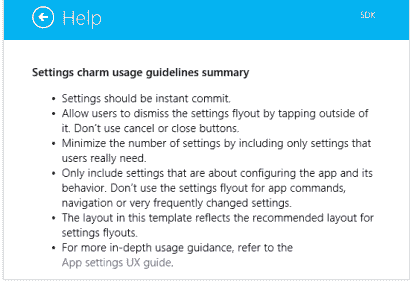 Help
SDK
Settings charm usage guidelines summary
• Settings should be instant commit.
• Allow users to dismiss the settings flyout by tapping outside of
it. Don't use cancel or close buttons.
• Minimize the number of settings by including only settings that
users really need.
• Only include settings that are about configuring the app and its
behavior. Don't use the settings flyout for app commands,
navigation or very frequently changed settings.
• The layout in this template reflects the recommended layout for
settings flyouts.
• For more in-depth usage guidance, refer to the
App settings UX guide.